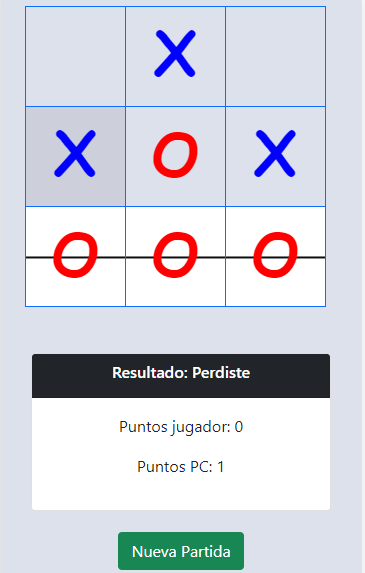 X
X O X
O O O
Resultado: Perdiste
Puntos jugador: 0
Puntos PC: 1
Nueva Partida